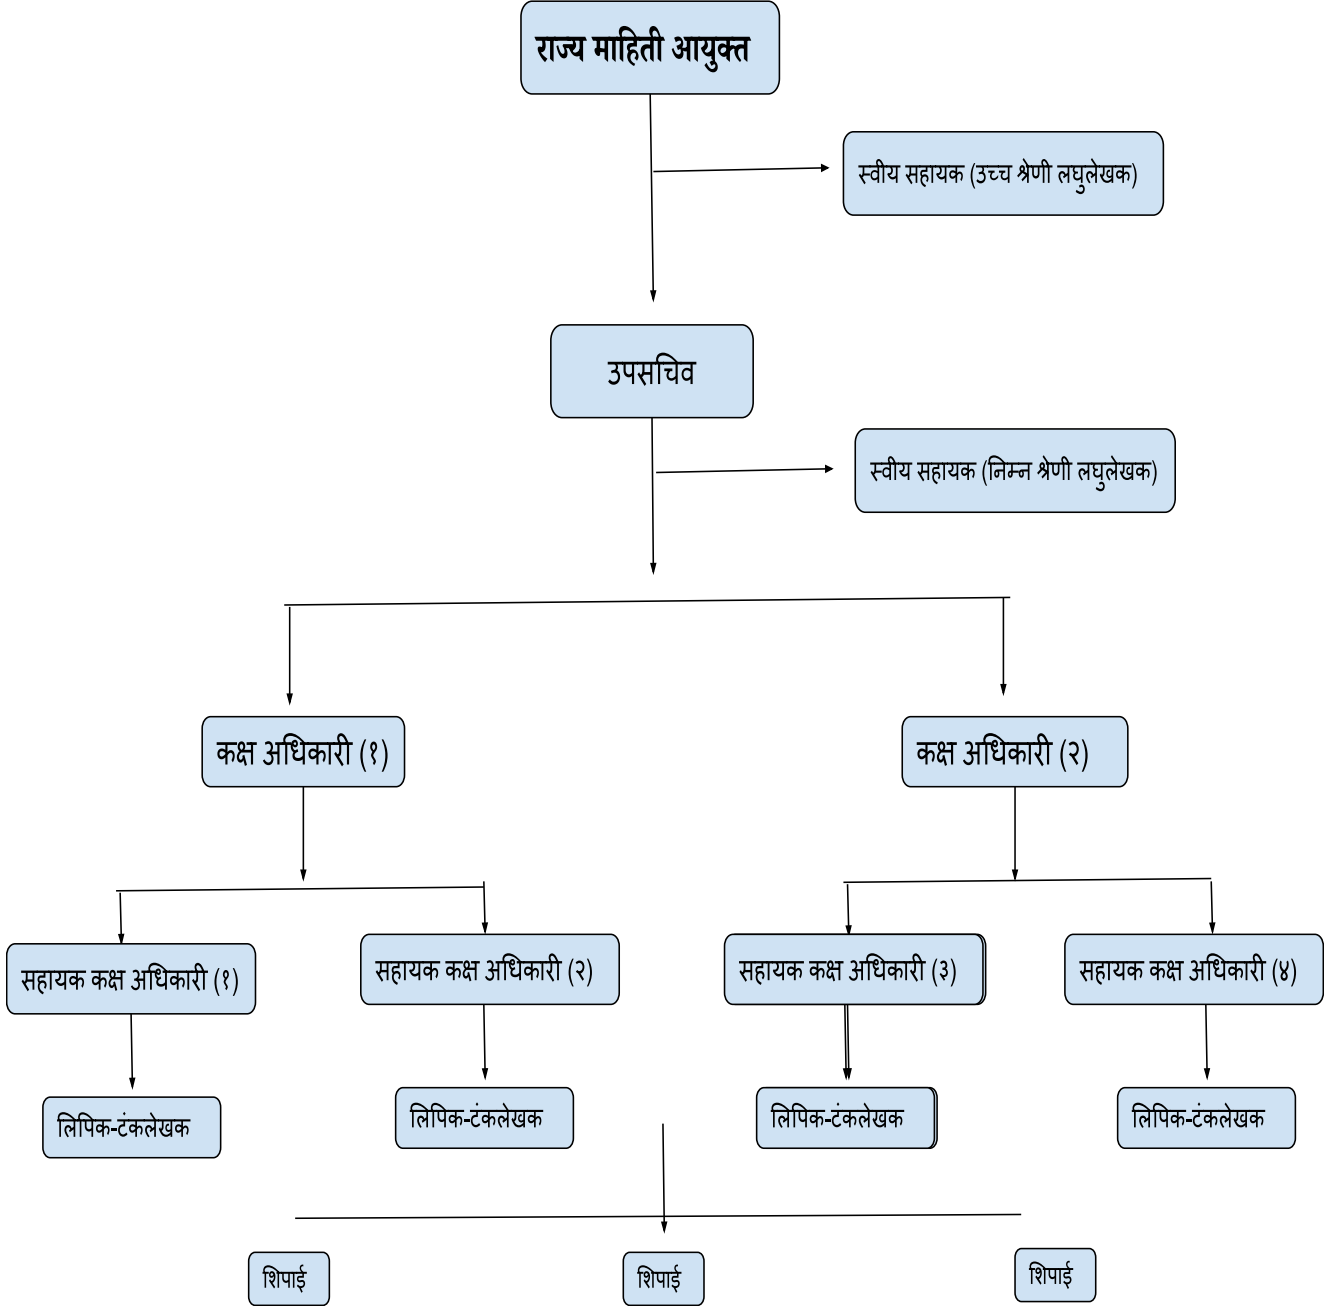 राज्य माहिती आयुक्त
स्वीय सहायक (उच्च श्रेणी लघुलेखक)
उपसचिव
स्वीय सहायक (निम्न श्रेणी लघुलेखक)
कक्ष अधिकारी (१)
कक्ष अधिकारी (२)
सहायक कक्ष अधिकारी (१)
सहायक कक्ष अधिकारी (२)
सहायक कक्ष अधिकारी (३)
सहायक कक्ष अधिकारी (४)
लिपिक-टंकलेखक
लिपिक-टंकलेखक
लिपिक-टंकलेखक
लिपिक-टंकलेखक
शिपाई
शिपाई
शिपाई